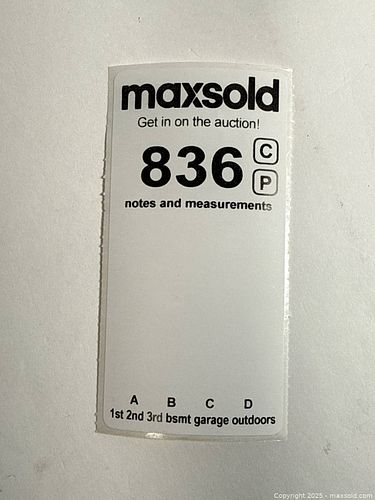 maxsold
Get in on the auction!
836 C
P
notes and measurements
A B C D
1st 2nd 3rd bsmt garage outdoors
Copyright 2025 - maxsold.com